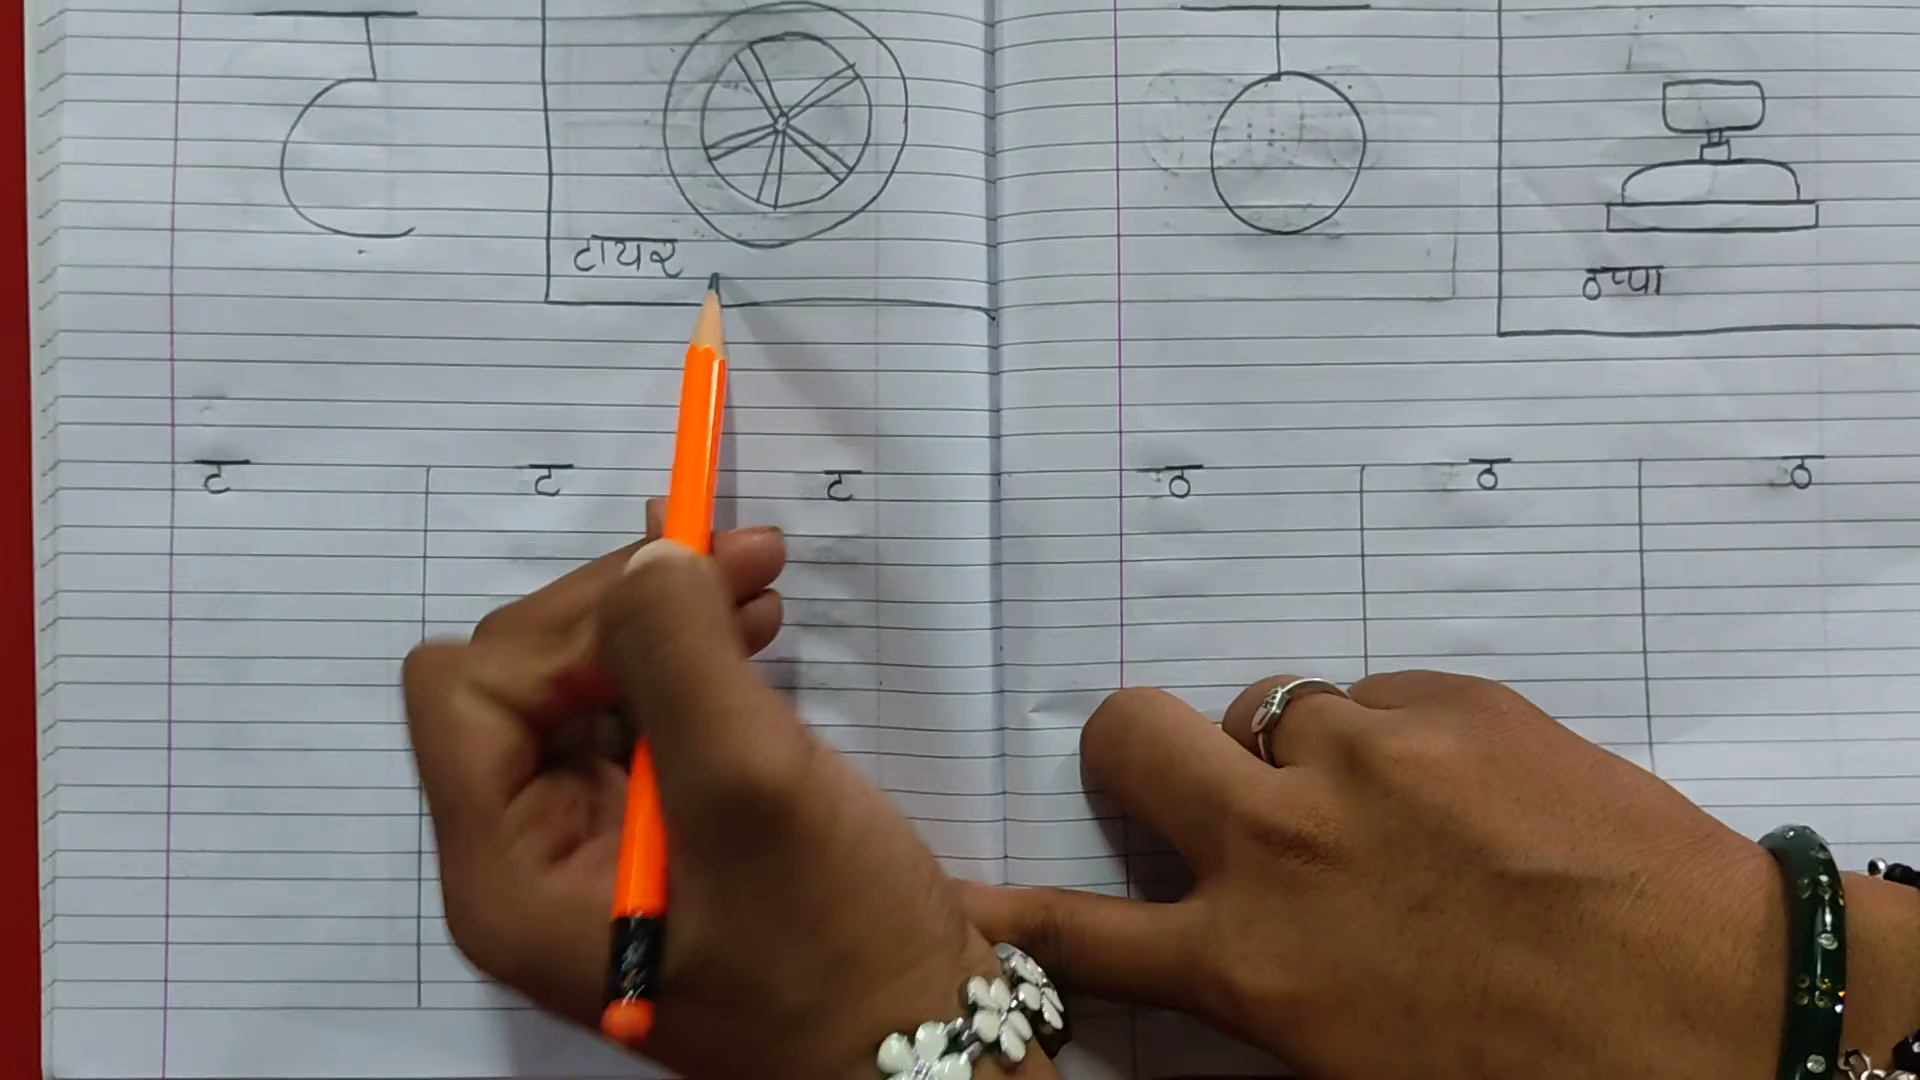 ट
टायर
ठ
ठप्पा
ट ट ट
ठ ठ ठ